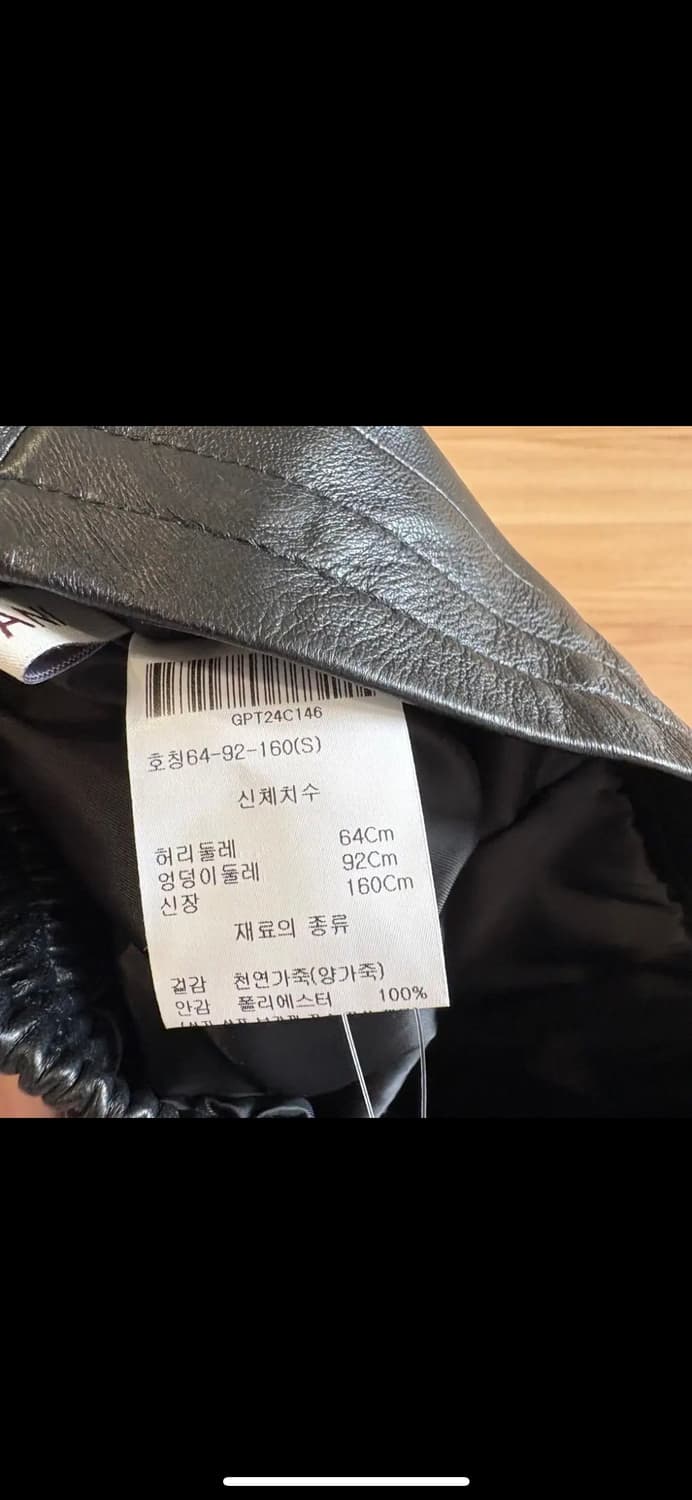 AN
GPT24C146
호칭64-92-160(S)
신체치수
허리둘레 64Cm
엉덩이둘레 92Cm
신장 160Cm
재료의 종류
겉감 천연가죽(양가죽)
안감 폴리에스터 100%